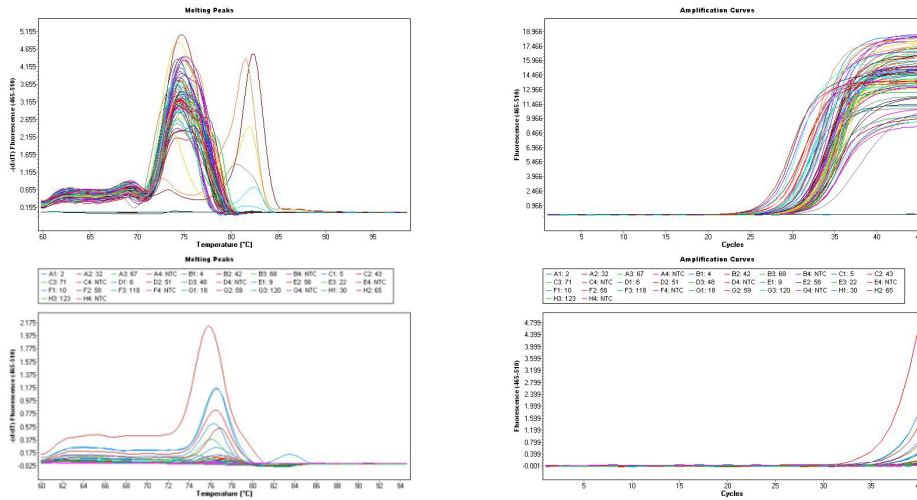 Melting Peaks
-(d/dT) Fluorescence (465-510)
5.155
4.655
4.155
3.655
3.155
2.655
2.155
1.655
1.155
0.655
0.155
60 65 70 75 80 85 90 95
Temperature (°C)
Amplification Curves
Fluorescence (465-510)
18.966
16.966
14.466
13.466
11.466
9.966
8.466
6.466
4.466
2.466
0.966
5 10 15 20 25 30 35 40 45
Cycles
Melting Peaks
A1: 2 A2: 32 A3: 67 A4: NTC B1: 4 B2: 42 B3: 68 B4: NTC C1: 5 C2: 43
C3: 71 C4: NTC D1: 6 D2: 51 D3: 48 D4: NTC E1: 9 E2: 56 E3: 22 E4: NTC
F1: 10 F2: 58 F3: 118 F4: NTC G1: 18 G2: 59 G3: 120 G4: NTC H1: 30 H2: 65
H3: 123 H4: NTC
-(d/dT) Fluorescence (465-510)
2.175
1.975
1.775
1.575
1.375
1.175
0.975
0.775
0.575
0.375
0.175
-0.025
60 62 64 66 68 70 72 74 76 78 80 82 84 86 88 90 92 94
Temperature (°C)
Amplification Curves
A1: 2 A2: 32 A3: 67 A4: NTC B1: 4 B2: 42 B3: 68 B4: NTC C1: 5 C2: 43
C3: 71 C4: NTC D1: 6 D2: 51 D3: 48 D4: NTC E1: 9 E2: 56 E3: 22 E4: NTC
F1: 10 F2: 58 F3: 118 F4: NTC G1: 18 G2: 59 G3: 120 G4: NTC H1: 30 H2: 65
H3: 123 H4: NTC
Fluorescence (465-510)
4.799
4.399
3.999
3.599
3.199
2.799
2.399
1.999
1.599
1.199
0.799
0.399
-0.001
5 10 15 20 25 30 35
Cycles